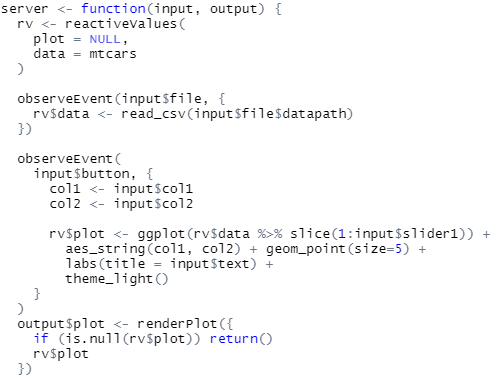 server <- function(input, output) {
  rv <- reactiveValues(
    plot = NULL,
    data = mtcars
  )

  observeEvent(input$file, {
    rv$data <- read_csv(input$file$datapath)
  })

  observeEvent(
    input$button, {
      col1 <- input$col1
      col2 <- input$col2

      rv$plot <- ggplot(rv$data %>% slice(1:input$slider1)) +
        aes_string(col1, col2) + geom_point(size=5) +
        labs(title = input$text) +
        theme_light()
    }
  )
  output$plot <- renderPlot({
    if (is.null(rv$plot)) return()
    rv$plot
  })